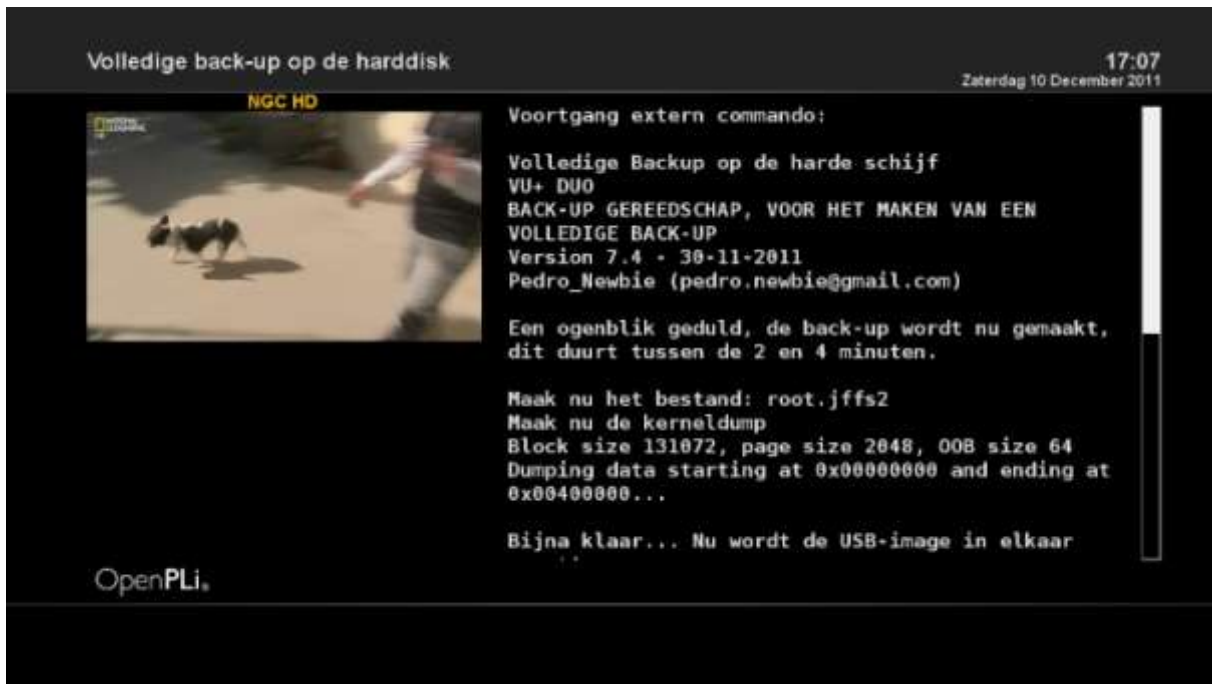 Volledige back-up op de harddisk
17:07
Zaterdag 10 December 2011
NGC HD
NATIONAL
GEOGRAPHIC
HD
Voortgang extern commando:
Volledige Backup op de harde schijf
VU+ DUO
BACK-UP GEREEDSCHAP, VOOR HET MAKEN VAN EEN
VOLLEDIGE BACK-UP
Version 7.4 - 30-11-2011
Pedro_Newbie (pedro.newbie@gmail.com)
Een ogenblik geduld, de back-up wordt nu gemaakt,
dit duurt tussen de 2 en 4 minuten.
Maak nu het bestand: root.jffs2
Maak nu de kerneldump
Block size 131072, page size 2048, OOB size 64
Dumping data starting at 0x00000000 and ending at
0x00400000...
Bijna klaar... Nu wordt de USB-image in elkaar
OpenPLi®